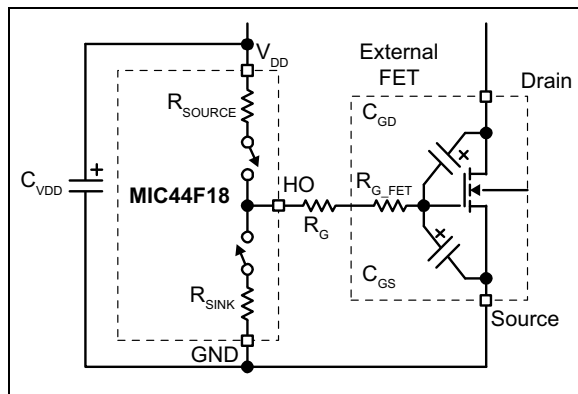 V_DD
External
FET
Drain
R_SOURCE
C_GD
C_VDD
+
MIC44F18
HO
R_G_FET
R_G
R_SINK
C_GS
GND
Source